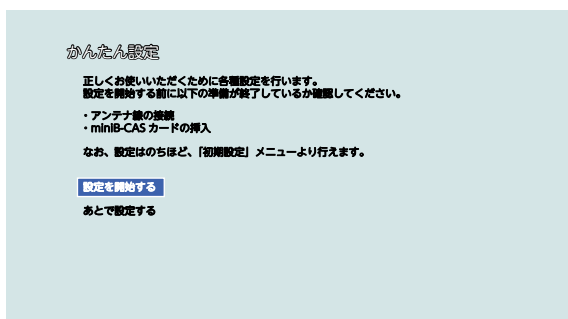 かんたん設定
正しくお使いいただくために各種設定を行います。
設定を開始する前に以下の準備が終了しているか確認してください。
・アンテナ線の接続
・miniB-CAS カードの挿入
なお、設定はのちほど、「初期設定」メニューより行えます。
設定を開始する
あとで設定する